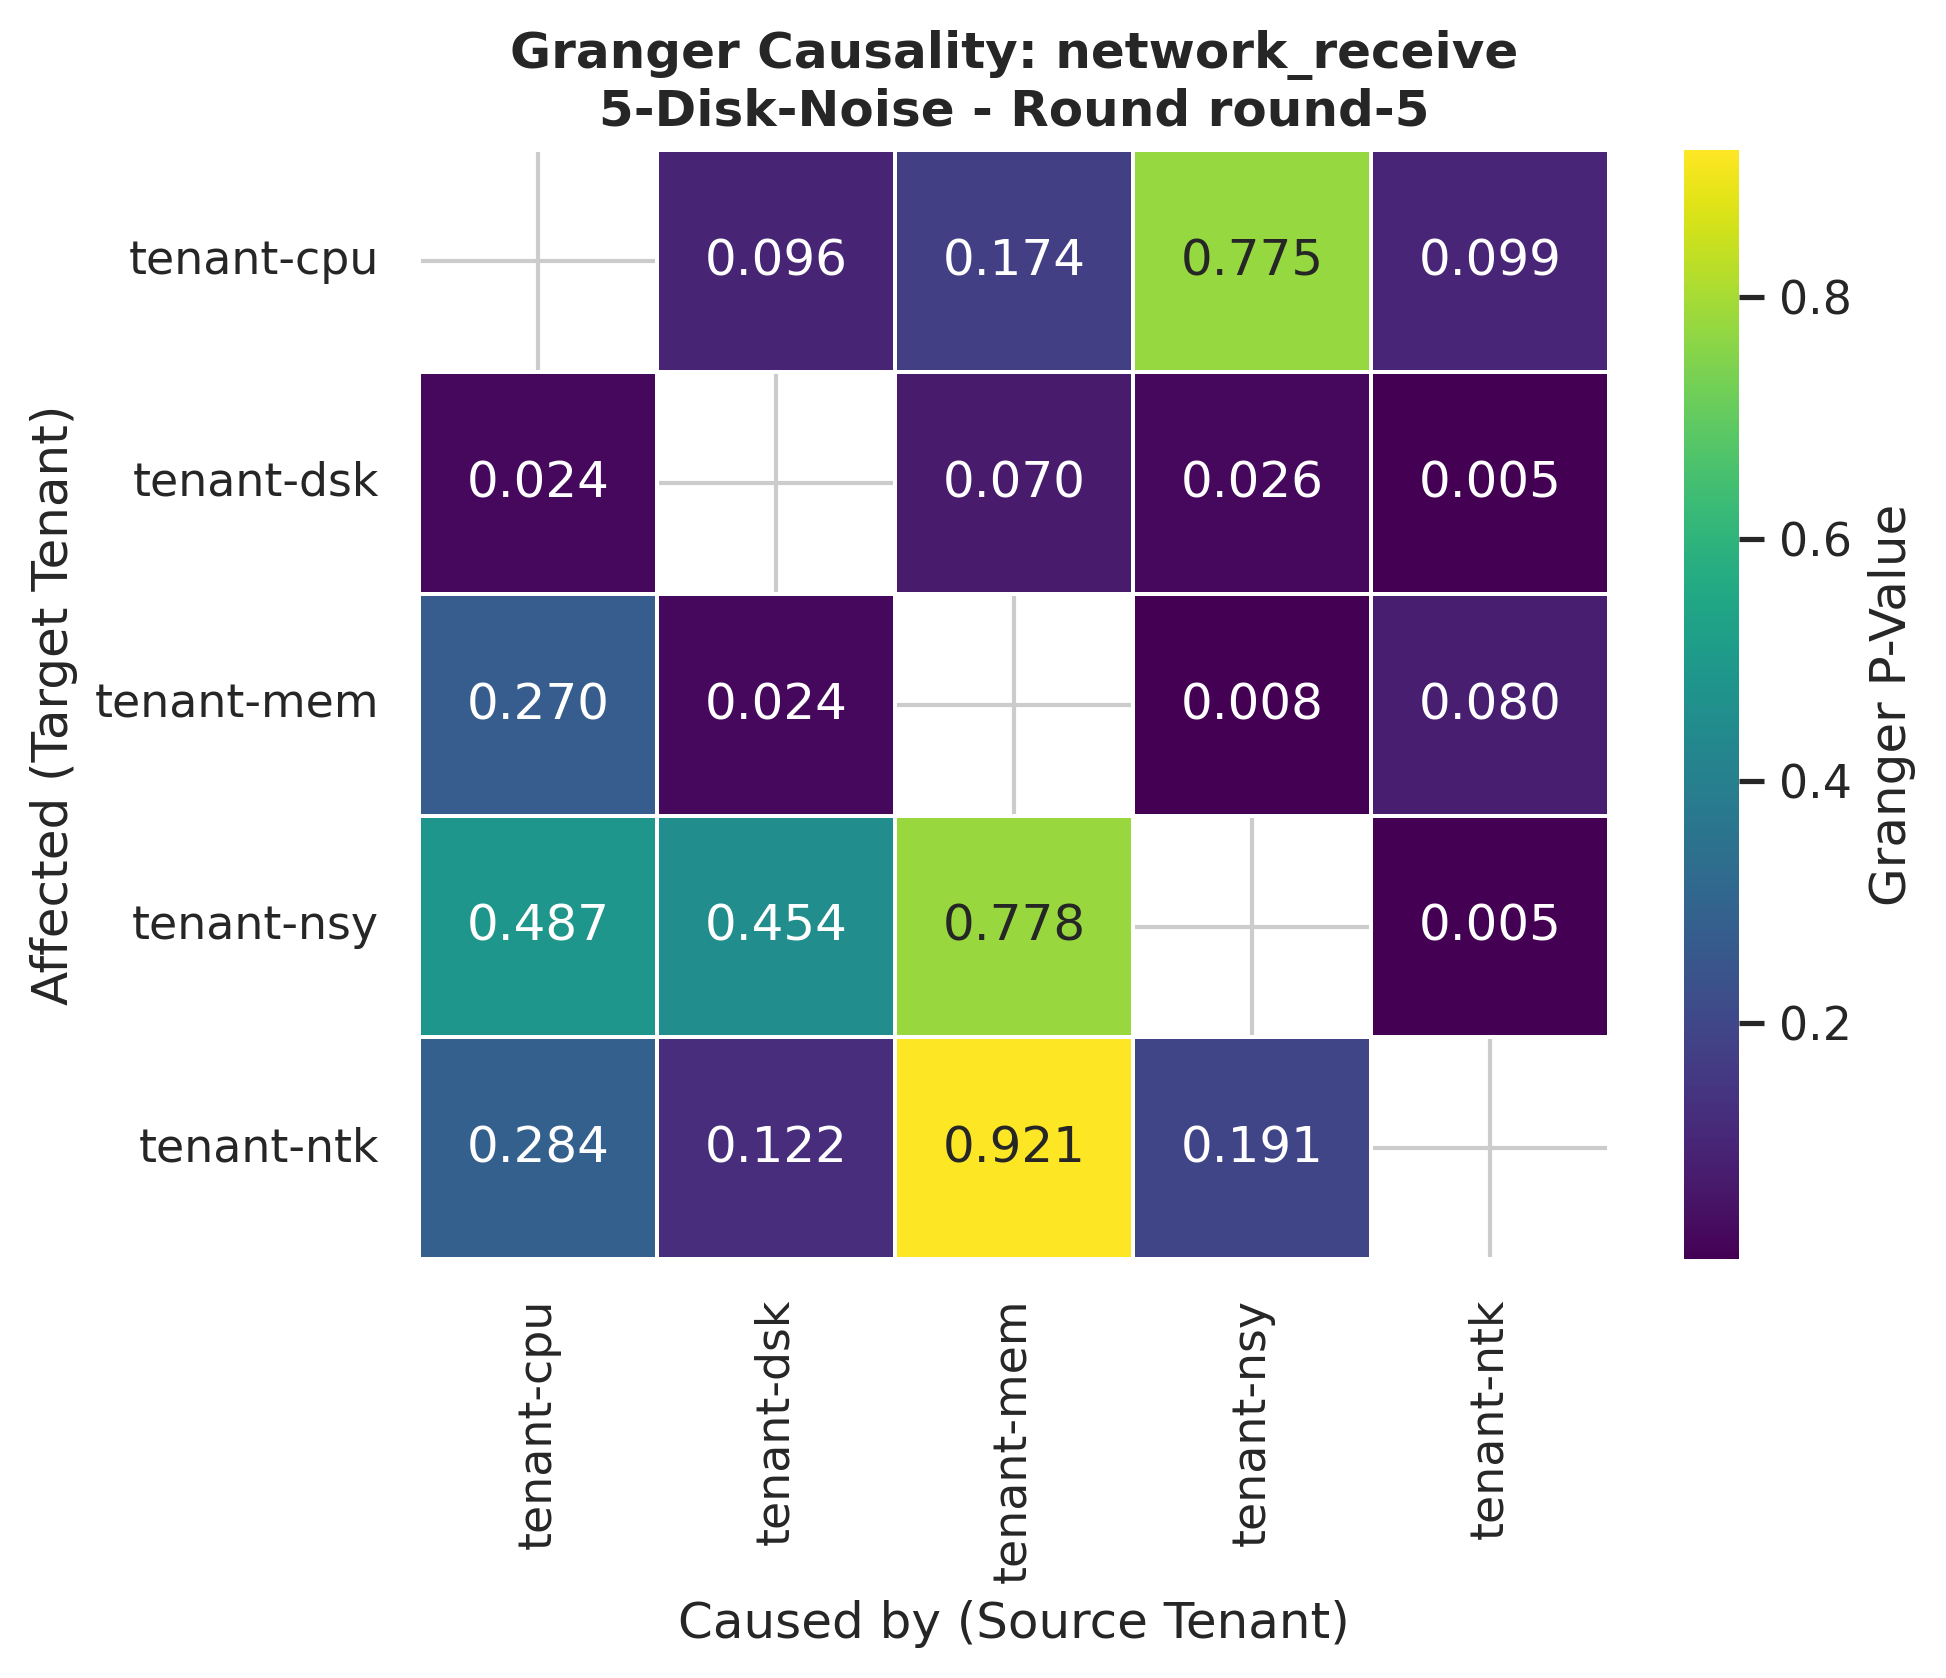 Granger Causality: network_receive
5-Disk-Noise - Round round-5
Affected (Target Tenant)
tenant-cpu 0.096 0.174 0.775 0.099
tenant-dsk 0.024 0.070 0.026 0.005
tenant-mem 0.270 0.024 0.008 0.080
tenant-nsy 0.487 0.454 0.778 0.005
tenant-ntk 0.284 0.122 0.921 0.191
tenant-cpu tenant-dsk tenant-mem tenant-nsy tenant-ntk
Caused by (Source Tenant)
0.8
0.6
0.4
0.2
Granger P-Value